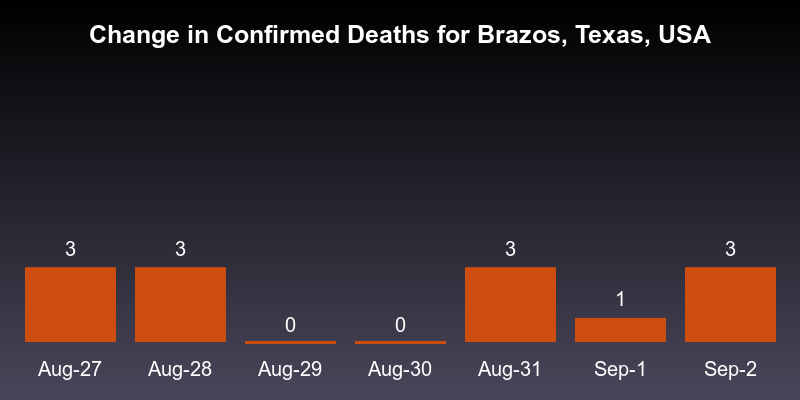 Change in Confirmed Deaths for Brazos, Texas, USA
3 3 0 0 3 1 3
Aug-27 Aug-28 Aug-29 Aug-30 Aug-31 Sep-1 Sep-2